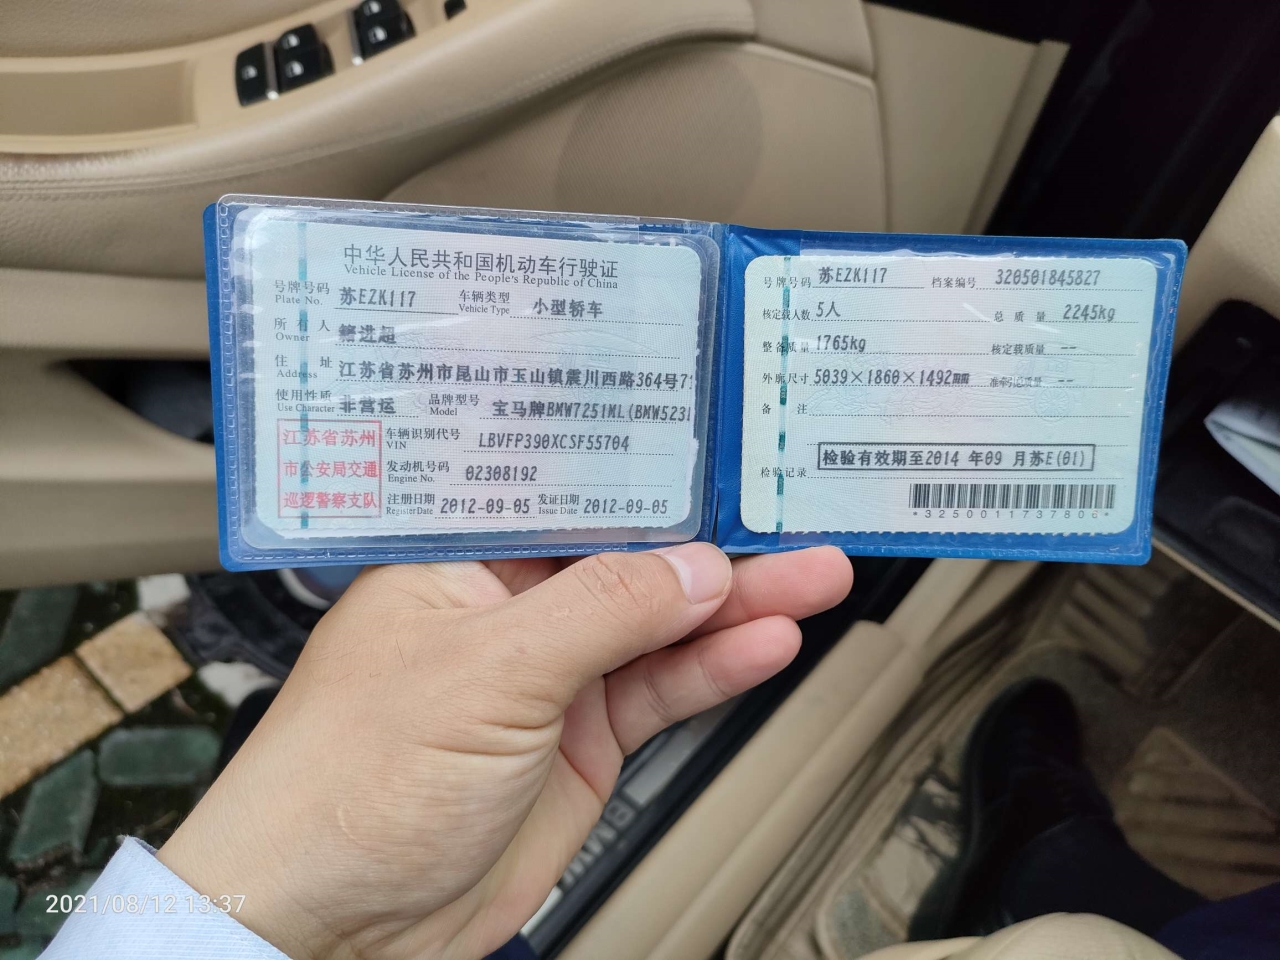 中华人民共和国机动车行驶证
Vehicle License of the People's Republic of China
号牌号码 Plate No. 苏EZK117 车辆类型 Vehicle Type 小型轿车
所有人 Owner 进超
住址 Address 江苏省苏州市昆山市玉山镇震川西路364号7
使用性质 Use Character 非营运 品牌型号 Model 宝马牌BMW7251ML(BMW523
江苏省苏州
市公安局交通
巡逻警察支队
车辆识别代号 VIN LBVFP390XCSF55704
发动机号码 Engine No. 02308192
注册日期 Register Date 2012-09-05 发证日期 Issue Date 2012-09-05
号牌号码 苏EZK117 档案编号 320501845827
核定载人数 5人 总质量 2245kg
整备质量 1765kg 核定载质量 --
外廓尺寸 5039×1860×1492mm 准牵引总质量 --
备注
检验记录 检验有效期至2014 年09 月苏E(01)
*3250011737806*
BMW
2021/08/12 13:37